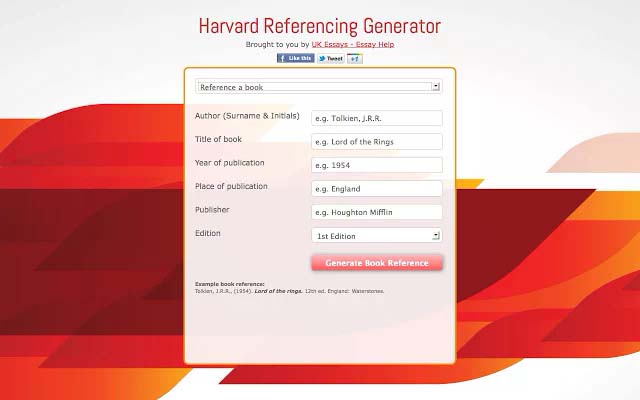 Harvard Referencing Generator
Brought to you by UK Essays - Essay Help
Like this Tweet +1
Reference a book
Author (Surname & Initials) e.g. Tolkien, J.R.R.
Title of book e.g. Lord of the Rings
Year of publication e.g. 1954
Place of publication e.g. England
Publisher e.g. Houghton Mifflin
Edition 1st Edition
Generate Book Reference
Example book reference:
Tolkien, J.R.R., (1954). Lord of the rings. 12th ed. England: Waterstones.